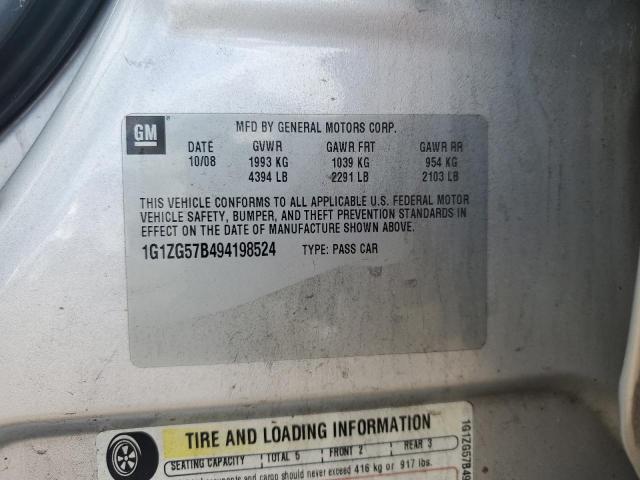 GM
MFD BY GENERAL MOTORS CORP.
DATE GVWR GAWR FRT GAWR RR
10/08 1993 KG 1039 KG 954 KG
4394 LB 2291 LB 2103 LB
THIS VEHICLE CONFORMS TO ALL APPLICABLE U.S. FEDERAL MOTOR
VEHICLE SAFETY, BUMPER, AND THEFT PREVENTION STANDARDS
IN EFFECT ON THE DATE OF MANUFACTURE SHOWN ABOVE.
1G1ZG57B494198524 TYPE: PASS CAR
TIRE AND LOADING INFORMATION
SEATING CAPACITY TOTAL 5 FRONT 2 REAR 3
and cargo should never exceed 416 kg or 917 lbs.
1G1ZG57B49